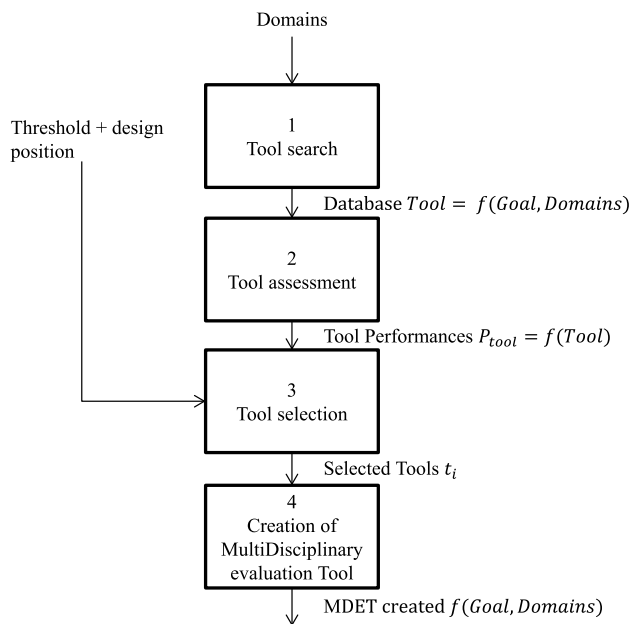 Domains
1
Tool search
Threshold + design
position
Database Tool = f(Goal, Domains)
2
Tool assessment
Tool Performances P_tool = f(Tool)
3
Tool selection
Selected Tools t_i
4
Creation of
MultiDisciplinary
evaluation Tool
MDET created f(Goal, Domains)